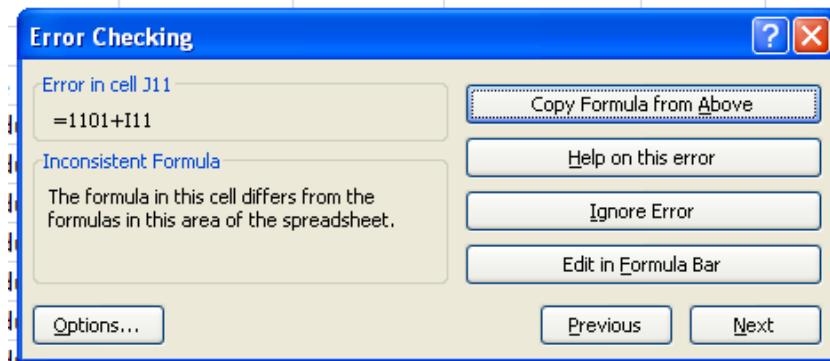 Error Checking
Error in cell J11
=1101+I11
Inconsistent Formula
The formula in this cell differs from the
formulas in this area of the spreadsheet.
Copy Formula from Above
Help on this error
Ignore Error
Edit in Formula Bar
Options...
Previous
Next